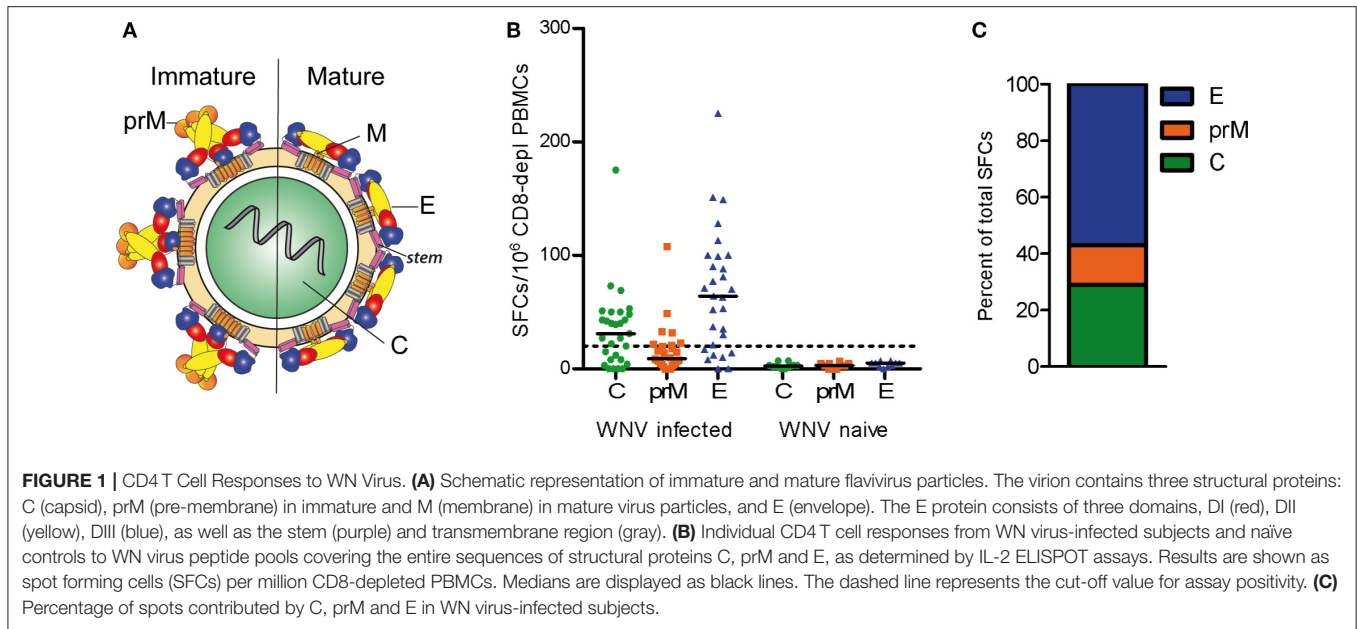 A
Immature
Mature
prM
M
E
stem
C
B
SFCs/10⁶ CD8-depl PBMCs
300
200
100
0
C
prM
E
C
prM
E
WNV infected
WNV naive
C
Percent of total SFCs
100
80
60
40
20
0
E
prM
C
FIGURE 1 | CD4 T Cell Responses to WN Virus. (A) Schematic representation of immature and mature flavivirus particles. The virion contains three structural proteins:
C (capsid), prM (pre-membrane) in immature and M (membrane) in mature virus particles, and E (envelope). The E protein consists of three domains, DI (red), DII
(yellow), DIII (blue), as well as the stem (purple) and transmembrane region (gray). (B) Individual CD4 T cell responses from WN virus-infected subjects and naïve
controls to WN virus peptide pools covering the entire sequences of structural proteins C, prM and E, as determined by IL-2 ELISPOT assays. Results are shown as
spot forming cells (SFCs) per million CD8-depleted PBMCs. Medians are displayed as black lines. The dashed line represents the cut-off value for assay positivity. (C)
Percentage of spots contributed by C, prM and E in WN virus-infected subjects.